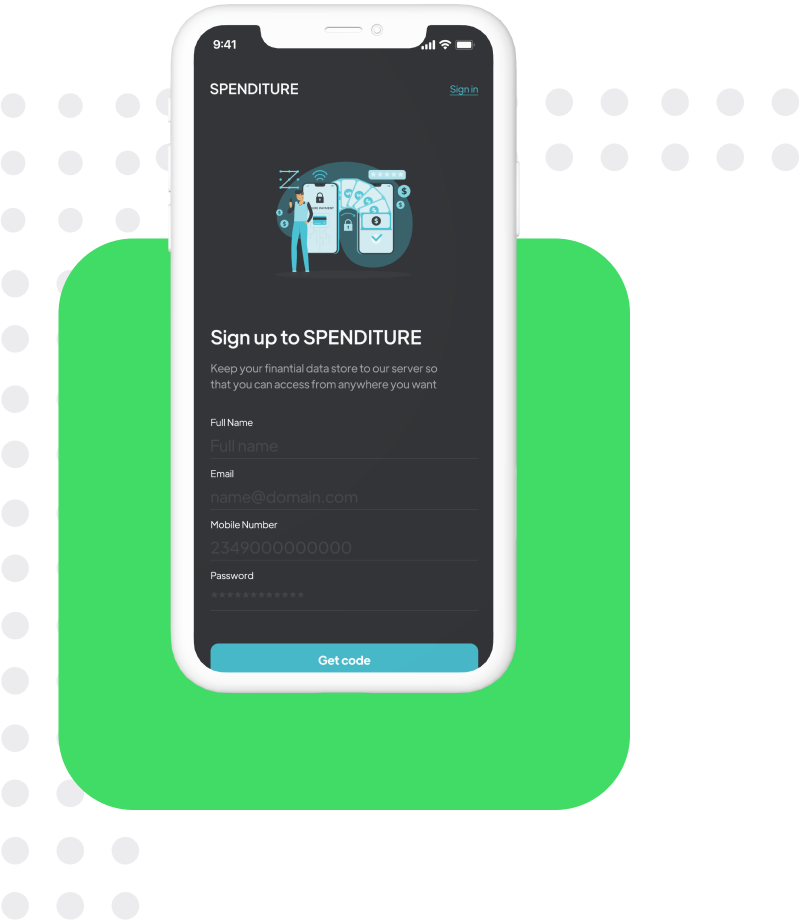 9:41
SPENDITURE
Sign in
Sign up to SPENDITURE
Keep your finantial data store to our server so
that you can access from anywhere you want
Full Name
Full name
Email
name@domain.com
Mobile Number
2349000000000
Password
************
Get code